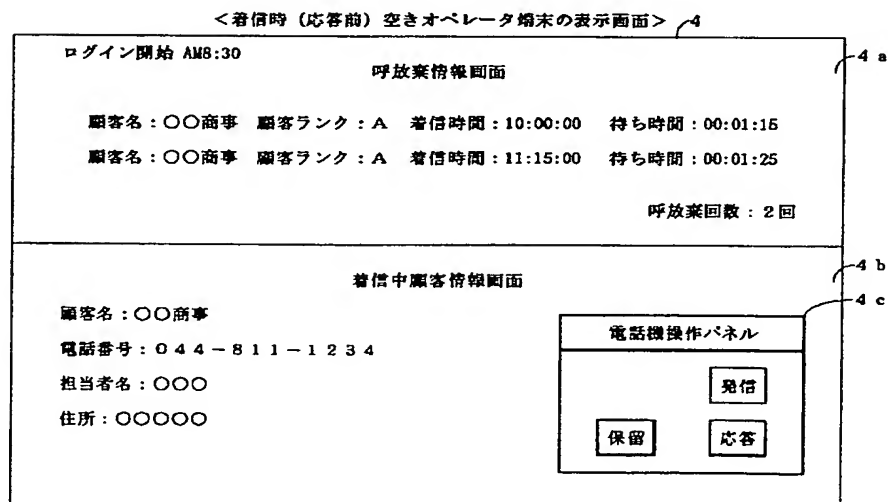 <着信時（応答前）空きオペレータ端末の表示画面>
4
ログイン開始 AM8:30
4 a
呼放棄情報画面
顧客名：〇〇商事 顧客ランク：A 着信時間：10:00:00 待ち時間：00:01:15
顧客名：〇〇商事 顧客ランク：A 着信時間：11:15:00 待ち時間：00:01:25
呼放棄回数：2回
4 b
着信中顧客情報画面
4 c
顧客名：〇〇商事
電話機操作パネル
電話番号：０４４－８１１－１２３４
担当者名：〇〇〇
発信
住所：〇〇〇〇〇
保留 応答